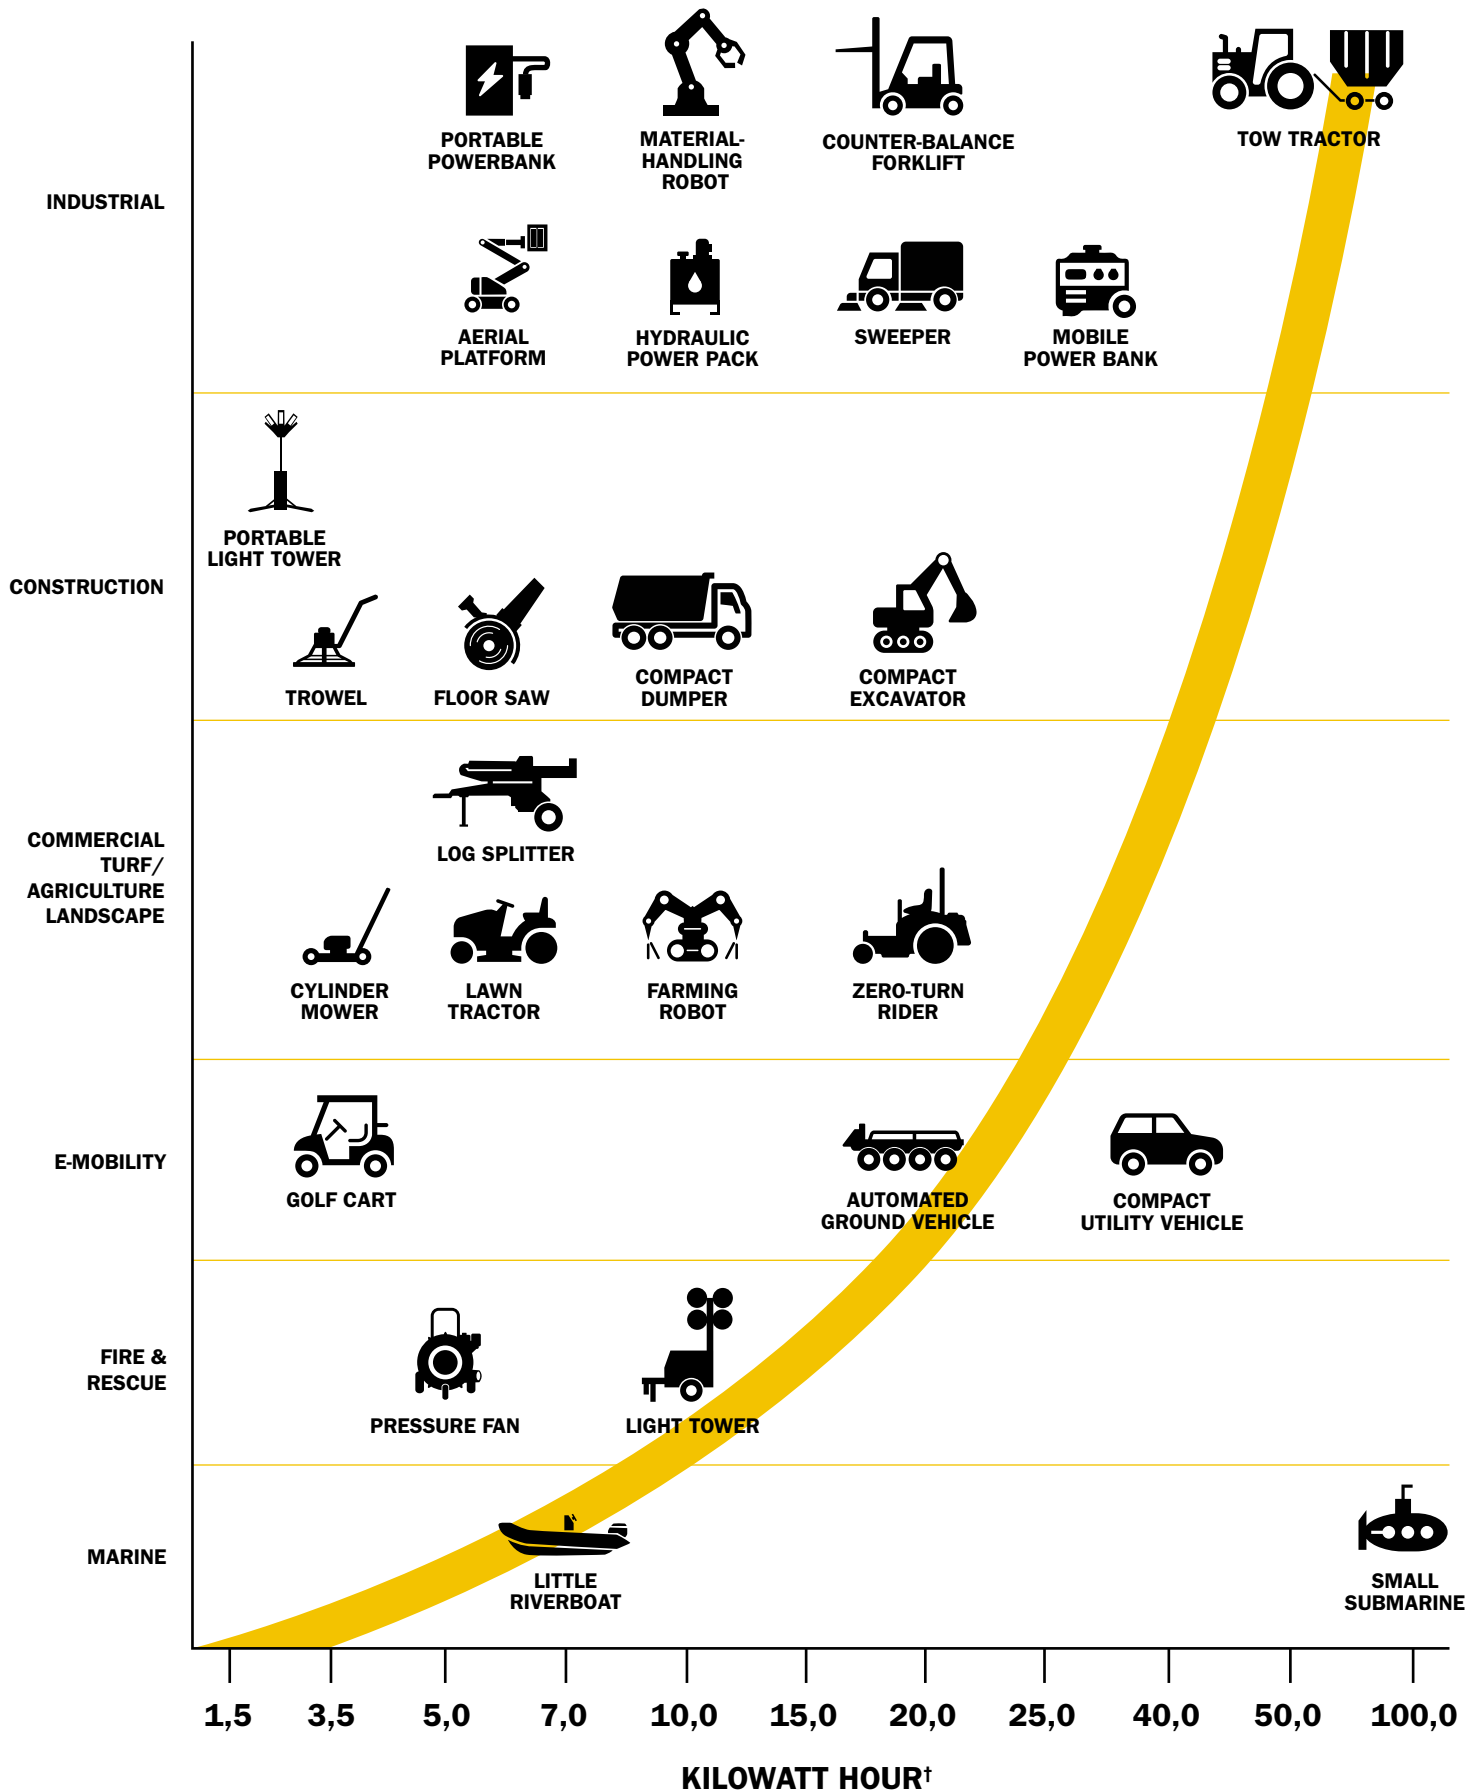 PORTABLE
POWERBANK
MATERIAL-
HANDLING
ROBOT
COUNTER-BALANCE
FORKLIFT
TOW TRACTOR
INDUSTRIAL
AERIAL
PLATFORM
HYDRAULIC
POWER PACK
SWEEPER
MOBILE
POWER BANK
PORTABLE
LIGHT TOWER
CONSTRUCTION
TROWEL
FLOOR SAW
COMPACT
DUMPER
COMPACT
EXCAVATOR
LOG SPLITTER
COMMERCIAL
TURF/
AGRICULTURE
LANDSCAPE
CYLINDER
MOWER
LAWN
TRACTOR
FARMING
ROBOT
ZERO-TURN
RIDER
E-MOBILITY
GOLF CART
AUTOMATED
GROUND VEHICLE
COMPACT
UTILITY VEHICLE
FIRE &
RESCUE
PRESSURE FAN
LIGHT TOWER
MARINE
LITTLE
RIVERBOAT
SMALL
SUBMARINE
1,5 3,5 5,0 7,0 10,0 15,0 20,0 25,0 40,0 50,0 100,0
KILOWATT HOUR†